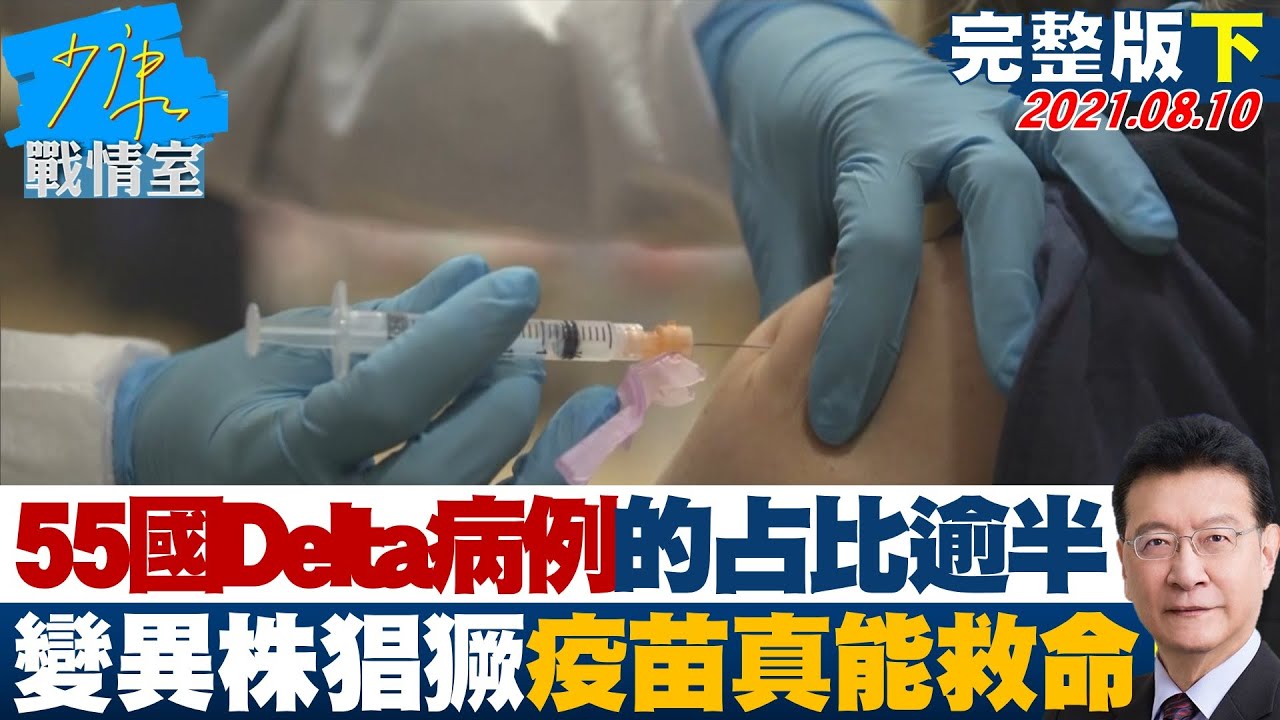 少康
戰情室
完整版下
2021.08.10
55國Delta病例的占比逾半
變異株猖獗疫苗真能救命